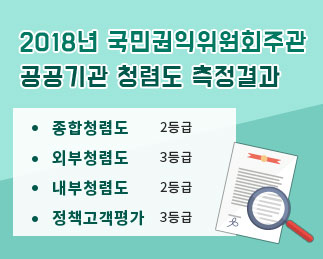 2018년 국민권익위원회주관
공공기관 청렴도 측정결과
• 종합청렴도 2등급
• 외부청렴도 3등급
• 내부청렴도 2등급
• 정책고객평가 3등급